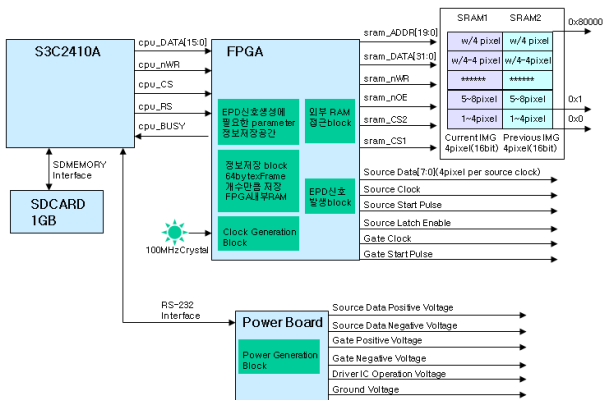 S3C2410A
cpu_DATA[15:0]
cpu_nWR
cpu_CS
cpu_RS
cpu_BUSY
FPGA
EPD신호생성에
필요한 parameter
정보저장공간
외부 RAM
접근block
정보저장 block
64bytexFrame
개수만큼 저장
FPGA내부RAM
EPD신호
발생block
Clock Generation
Block
100MHzCrystal
sram_ADDR[19:0]
sram_DATA[31:0]
sram_nWR
sram_nOE
sram_CS2
sram_CS1
SRAM1
SRAM2
w/4 pixel
w/4 pixel
w/4~4 pixel
w/4~4R
******
******
5~8pixel
5~8pixel
1~4pixel
1~4pixel
Current IMG
4pixel(16bit)
Previous IMG
4pixel(16bit)
0x80000
0x1
0x0
Source Data[7:0](4pixel per source clock)
Source Clock
Source Start Pulse
Source Latch Enable
Gate Clock
Gate Start Pulse
SDMEMORY
Interface
SDCARD
1GB
RS-232
Interface
Power Board
Power Generation
Block
Source Data Positive Voltage
Source Data Negative Voltage
Gate Positive Voltage
Gate Negative Voltage
Driver IC Operation Voltage
Ground Voltage